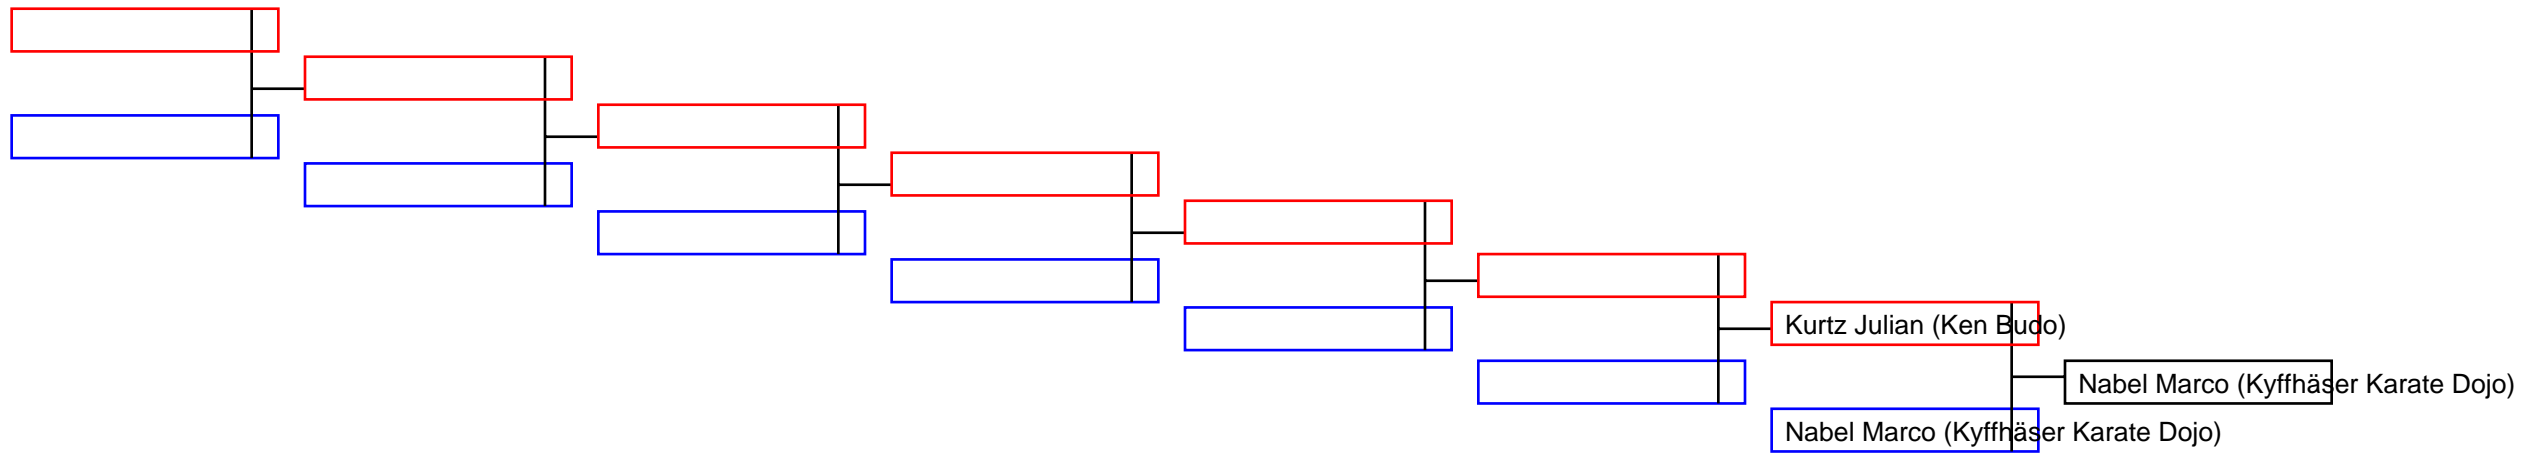 Kurtz Julian (Ken Budo)
Nabel Marco (Kyffhäser Karate Dojo)
Nabel Marco (Kyffhäser Karate Dojo)